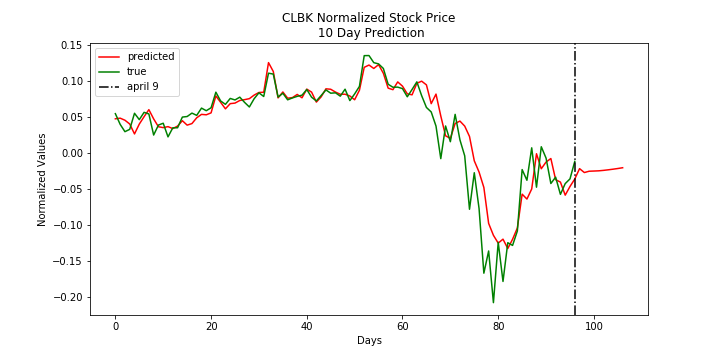 CLBK Normalized Stock Price
10 Day Prediction
predicted
true
april 9
Normalized Values
0.15
0.10
0.05
0.00
−0.05
−0.10
−0.15
−0.20
0
20
40
60
80
100
Days